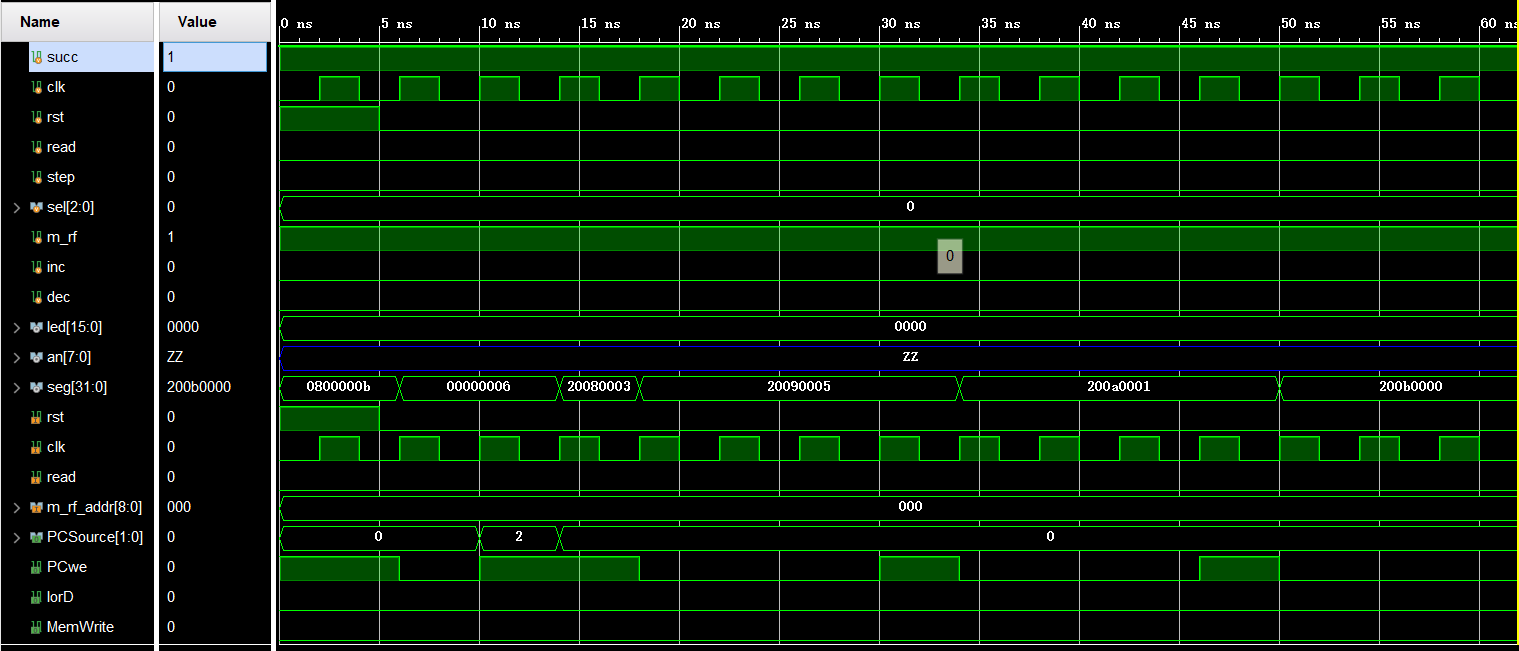 Name Value 0 ns 5 ns 10 ns 15 ns 20 ns 25 ns 30 ns 35 ns 40 ns 45 ns 50 ns 55 ns 60 ns
succ 1
clk 0
rst 0
read 0
step 0
sel[2:0] 0 0
m_rf 1
inc 0 0
dec 0
led[15:0] 0000 0000
an[7:0] ZZ ZZ
seg[31:0] 200b0000 0800000b 00000006 20080003 20090005 200a0001 200b0000
rst 0
clk 0
read 0
m_rf_addr[8:0] 000 000
PCSource[1:0] 0 0 2 0
PCwe 0
IorD 0
MemWrite 0